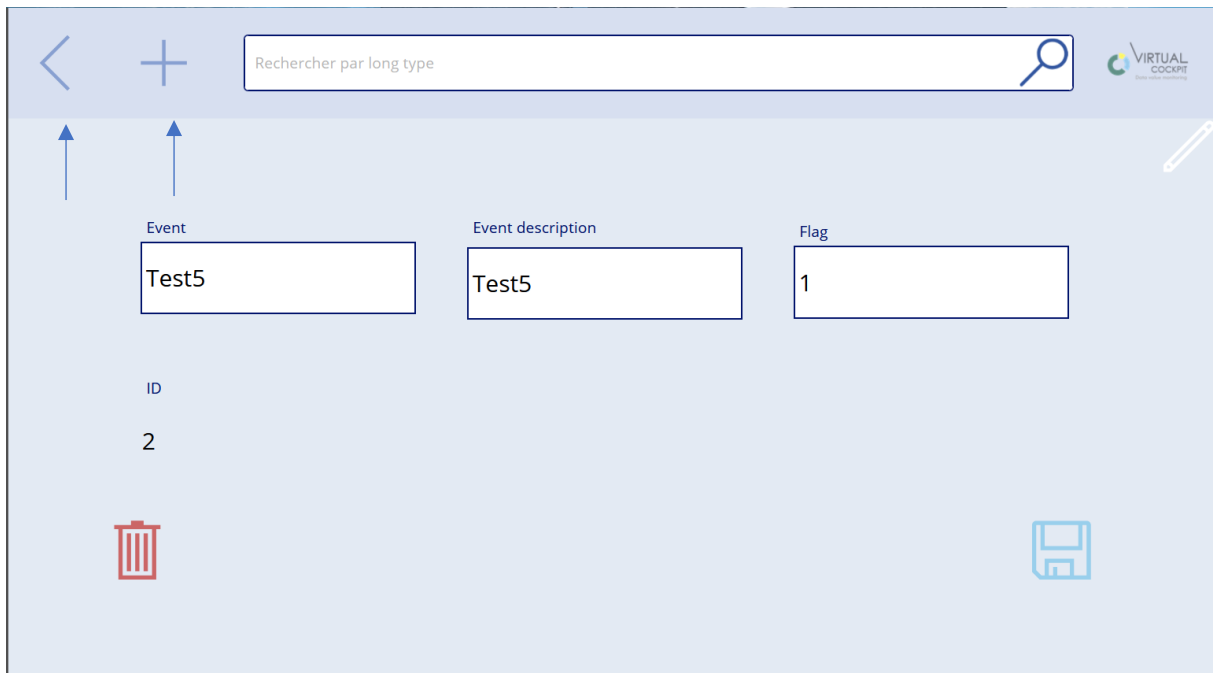 Rechercher par long type
VIRTUAL
COCKPIT
Event
Event description
Flag
Test5
Test5
1
ID
2